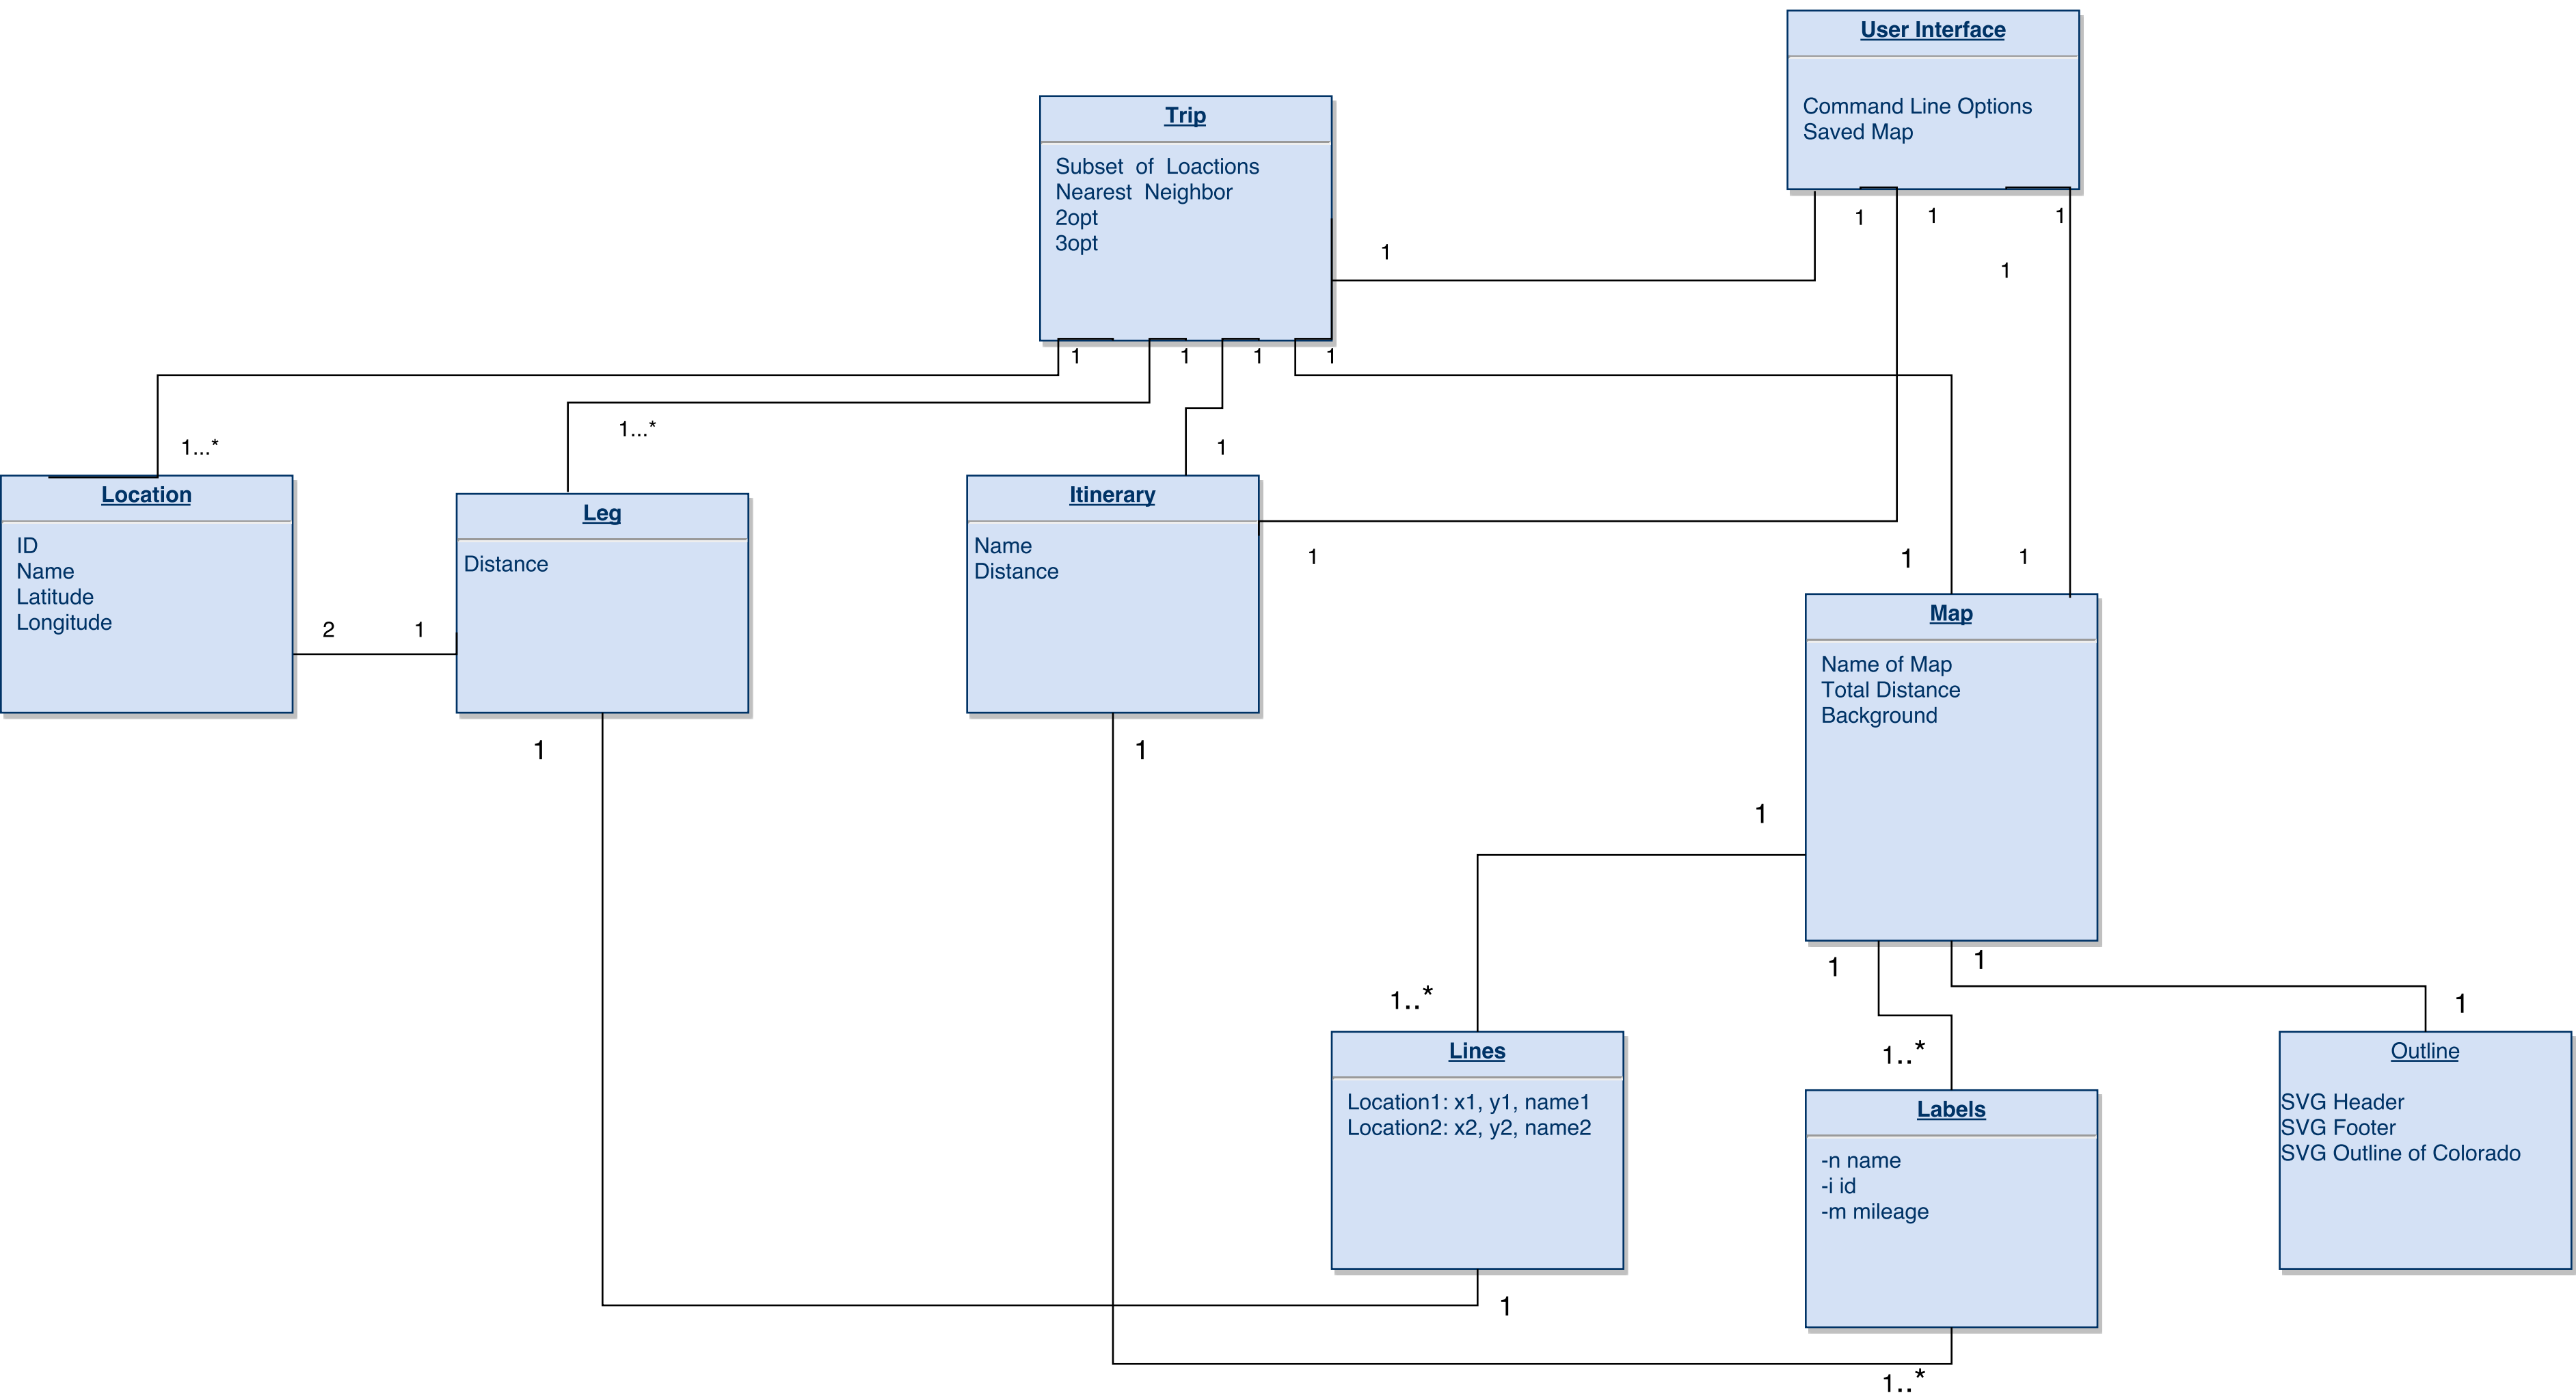 User Interface
Command Line Options
Saved Map
Trip
Subset of Loactions
Nearest Neighbor
2opt
3opt
1
1
1
1
1
1
1
1
1
1
1...*
1...*
1
Location
ID
Name
Latitude
Longitude
Leg
Distance
Itinerary
Name
Distance
1
1
1
2
1
Map
Name of Map
Total Distance
Background
1
1
1
1..*
1
1
1..*
1
Lines
Location1: x1, y1, name1
Location2: x2, y2, name2
Labels
-n name
-i id
-m mileage
Outline
SVG Header
SVG Footer
SVG Outline of Colorado
1
1..*